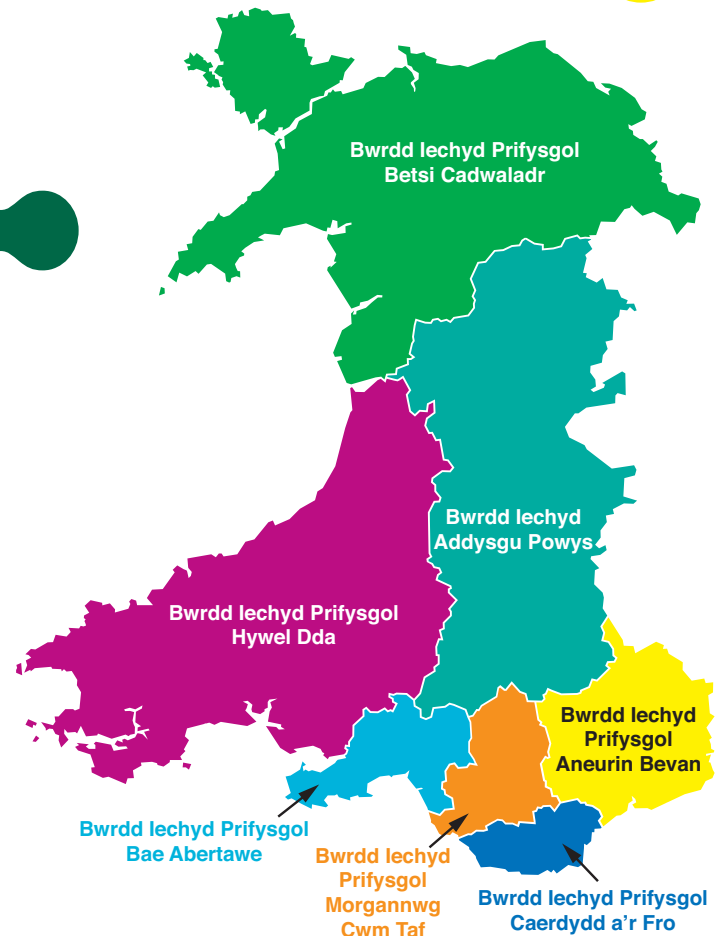 Bwrdd Iechyd Prifysgol
Betsi Cadwaladr
Bwrdd Iechyd
Addysgu Powys
Bwrdd Iechyd Prifysgol
Hywel Dda
Bwrdd Iechyd
Prifysgol
Aneurin Bevan
Bwrdd Iechyd Prifysgol
Bae Abertawe
Bwrdd Iechyd
Prifysgol
Morgannwg
Cwm Taf
Bwrdd Iechyd Prifysgol
Caerdydd a'r Fro